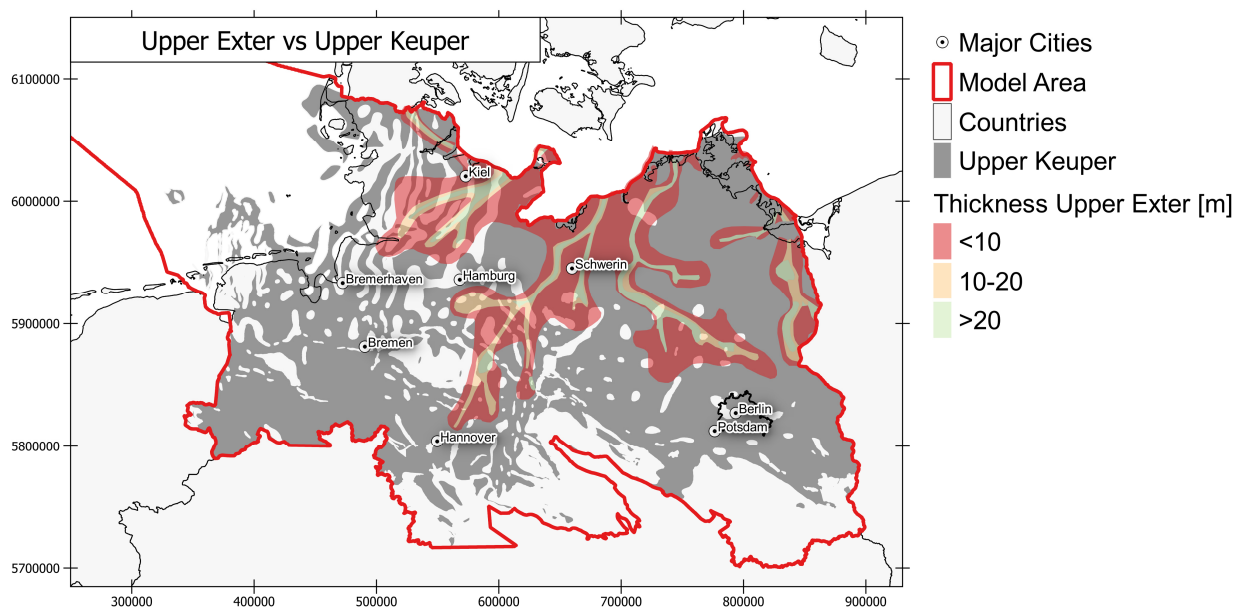 Upper Exter vs Upper Keuper
Major Cities
Model Area
Countries
Upper Keuper
Thickness Upper Exter [m]
<10
10-20
>20
6100000
6000000
5900000
5800000
5700000
Kiel
Schwerin
Hamburg
Bremerhaven
Bremen
Berlin
Potsdam
Hannover
300000
400000
500000
600000
700000
800000
900000